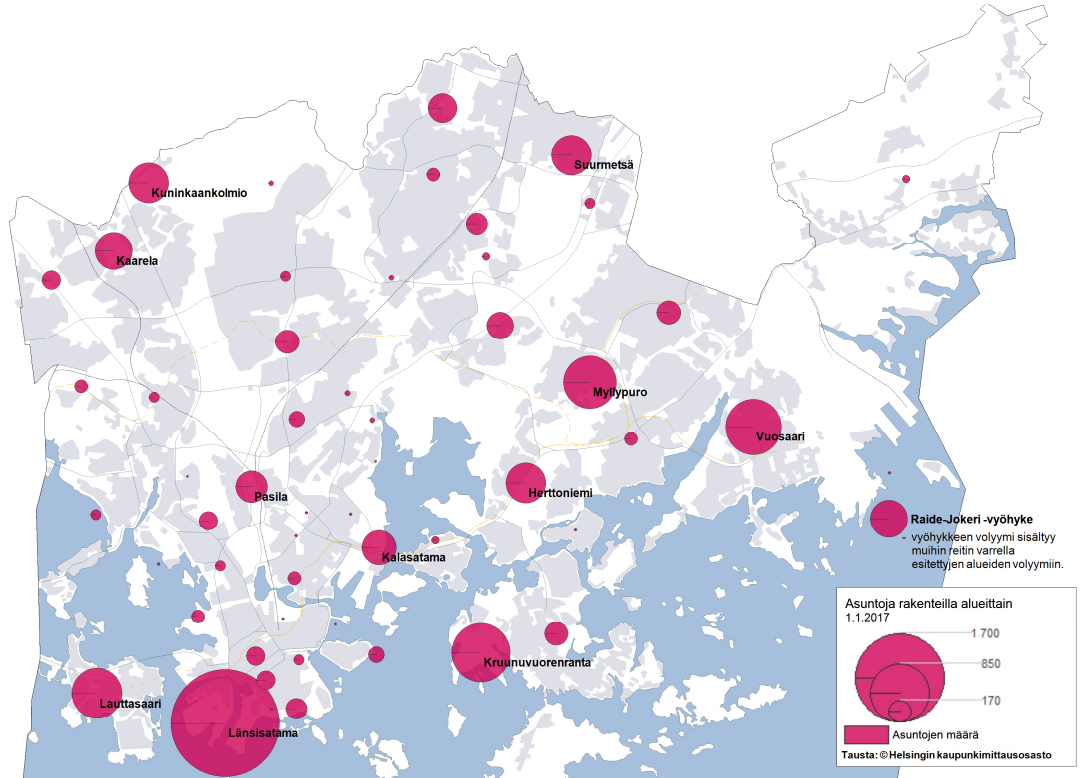 Suurmetsä
Kuninkaankolmio
Kaarela
Myllypuro
Vuosaari
Pasila
Herttoniemi
Raide-Jokeri -vyöhyke
- vyöhykkeen volyymi sisältyy
muihin reitin varrella
esitettyjen alueiden volyymiin.
Kalasatama
Kruunuvuorenranta
Lauttasaari
Länsisatama
Asuntoja rakenteilla alueittain
1.1.2017
1 700
850
170
Asuntojen määrä
Tausta: © Helsingin kaupunkimittausosasto